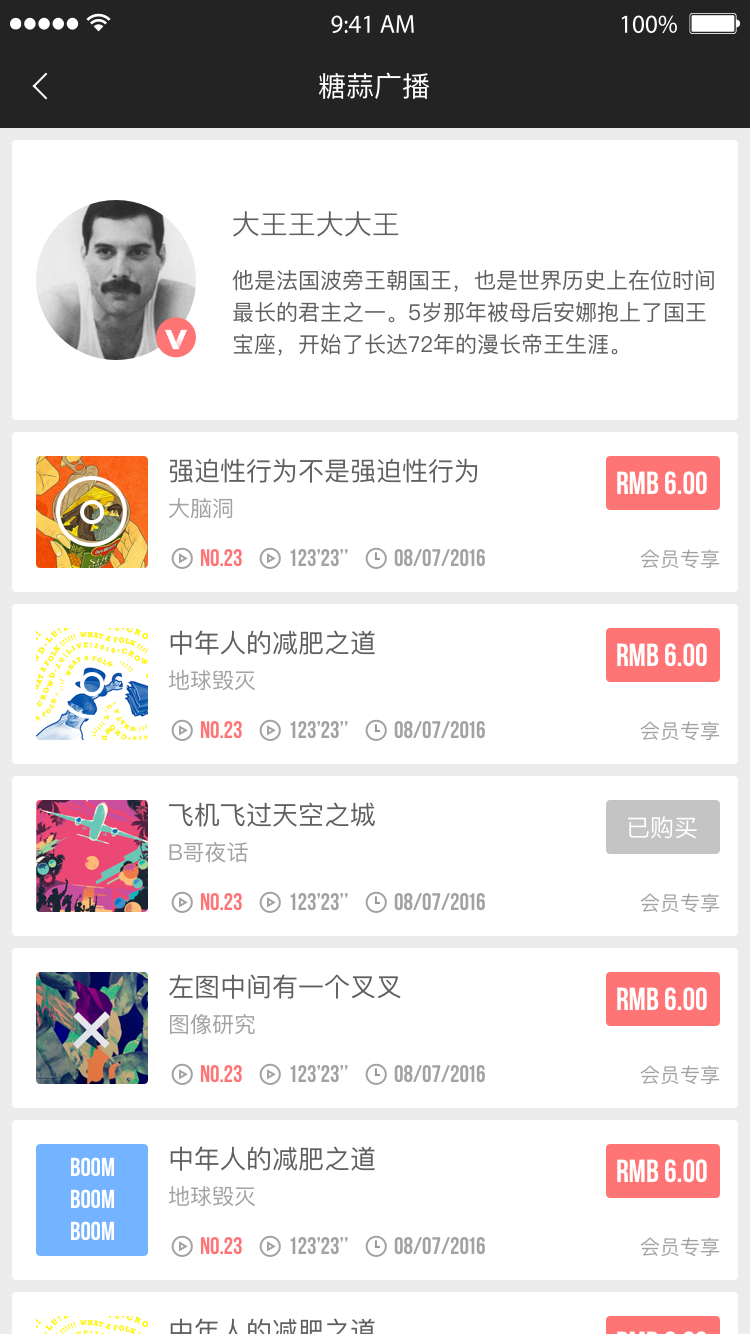 9:41 AM 100%
糖蒜广播
大王王大大王
他是法国波旁王朝国王，也是世界历史上在位时间
最长的君主之一。5岁那年被母后安娜抱上了国王
宝座，开始了长达72年的漫长帝王生涯。
V
强迫性行为不是强迫性行为
RMB 6.00
大脑洞
NO.23 123’23’’ 08/07/2016 会员专享
中年人的减肥之道
RMB 6.00
地球毁灭
NO.23 123’23’’ 08/07/2016 会员专享
飞机飞过天空之城
已购买
B哥夜话
NO.23 123’23’’ 08/07/2016 会员专享
左图中间有一个叉叉
RMB 6.00
图像研究
NO.23 123’23’’ 08/07/2016 会员专享
BOOM
BOOM
BOOM
中年人的减肥之道
RMB 6.00
地球毁灭
NO.23 123’23’’ 08/07/2016 会员专享
中年人的减肥之道
RMB 6.00